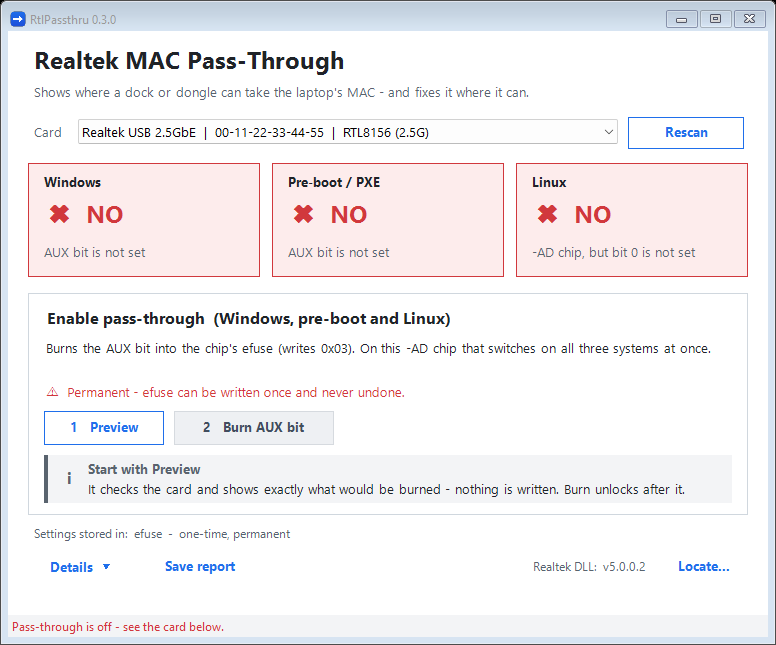 RtlPassthru 0.3.0
Realtek MAC Pass-Through
Shows where a dock or dongle can take the laptop's MAC - and fixes it where it can.
Card
Realtek USB 2.5GbE | 00-11-22-33-44-55 | RTL8156 (2.5G)
Rescan
Windows
✖ NO
AUX bit is not set
Pre-boot / PXE
✖ NO
AUX bit is not set
Linux
✖ NO
-AD chip, but bit 0 is not set
Enable pass-through (Windows, pre-boot and Linux)
Burns the AUX bit into the chip's efuse (writes 0x03). On this -AD chip that switches on all three systems at once.
⚠ Permanent - efuse can be written once and never undone.
1 Preview
2 Burn AUX bit
i
Start with Preview
It checks the card and shows exactly what would be burned - nothing is written. Burn unlocks after it.
Settings stored in: efuse - one-time, permanent
Details ▼
Save report
Realtek DLL: v5.0.0.2
Locate...
Pass-through is off - see the card below.